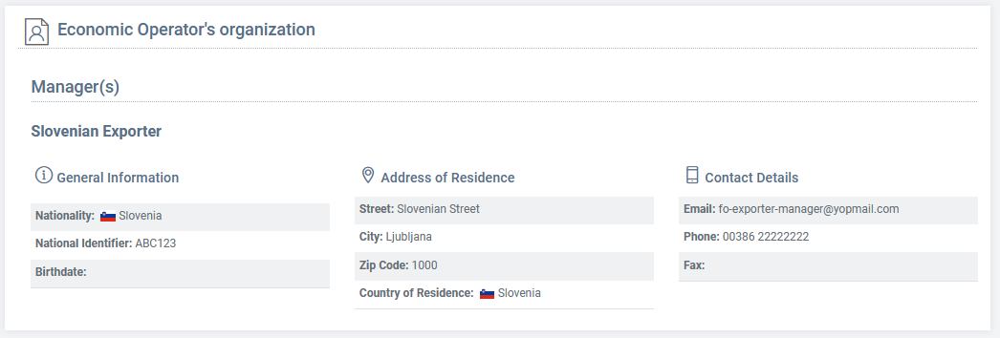 Economic Operator's organization
Manager(s)
Slovenian Exporter
General Information
Nationality: Slovenia
National Identifier: ABC123
Birthdate:
Address of Residence
Street: Slovenian Street
City: Ljubljana
Zip Code: 1000
Country of Residence: Slovenia
Contact Details
Email: fo-exporter-manager@yopmail.com
Phone: 00386 22222222
Fax: